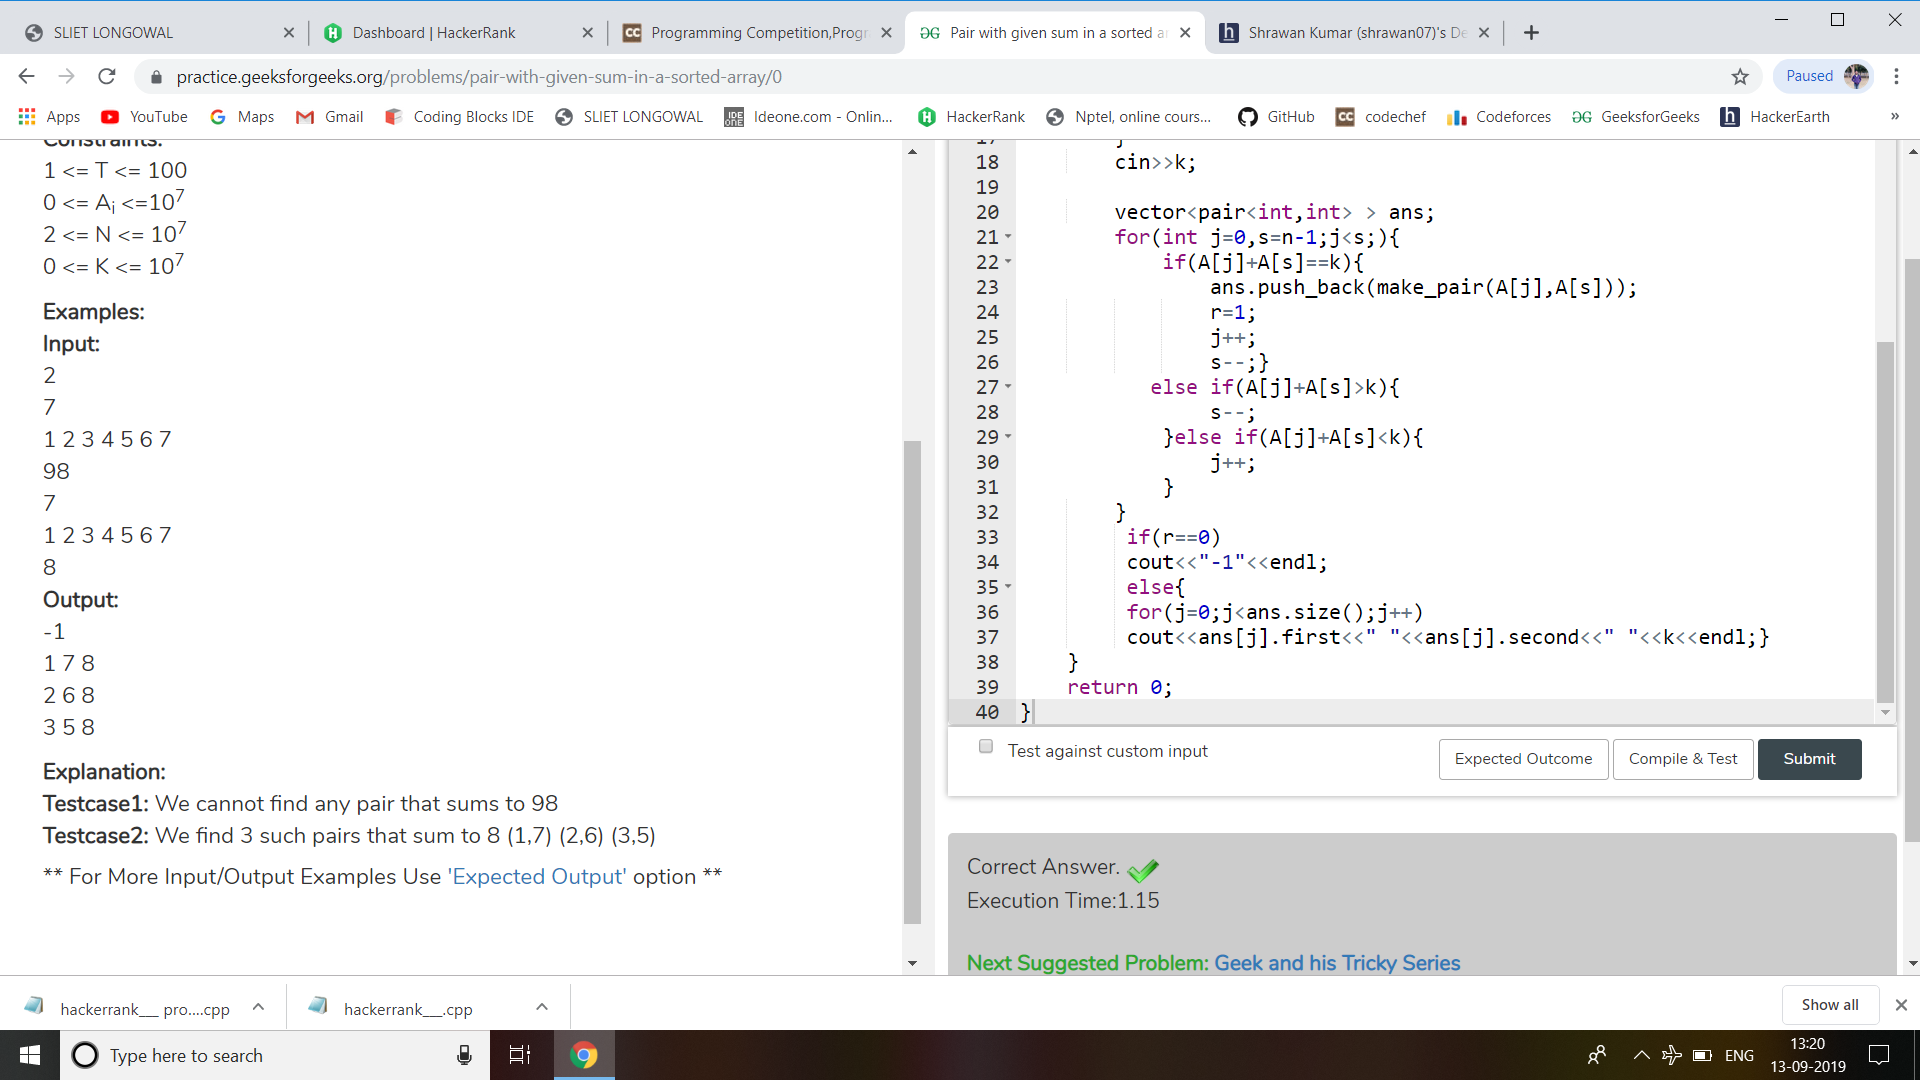 SLIET LONGOWAL
Dashboard | HackerRank
Programming Competition,Progr
Pair with given sum in a sorted ar
Shrawan Kumar (shrawan07)'s De
practice.geeksforgeeks.org/problems/pair-with-given-sum-in-a-sorted-array/0
Paused
Apps YouTube Maps Gmail Coding Blocks IDE SLIET LONGOWAL Ideone.com - Onlin... HackerRank Nptel, online cours... GitHub codechef Codeforces GeeksforGeeks HackerEarth »
Constraints:
1 <= T <= 100
0 <= Ai <=10^7
2 <= N <= 10^7
0 <= K <= 10^7
Examples:
Input:
2
7
1 2 3 4 5 6 7
98
7
1 2 3 4 5 6 7
8
Output:
-1
1 7 8
2 6 8
3 5 8
Explanation:
Testcase1: We cannot find any pair that sums to 98
Testcase2: We find 3 such pairs that sum to 8 (1,7) (2,6) (3,5)
** For More Input/Output Examples Use 'Expected Output' option **
17 }
18 cin>>k;
19
20 vector<pair<int,int> > ans;
21 for(int j=0,s=n-1;j<s;){
22 if(A[j]+A[s]==k){
23 ans.push_back(make_pair(A[j],A[s]));
24 r=1;
25 j++;
26 s--;}
27 else if(A[j]+A[s]>k){
28 s--;
29 }else if(A[j]+A[s]<k){
30 j++;
31 }
32 }
33 if(r==0)
34 cout<<"-1"<<endl;
35 else{
36 for(j=0;j<ans.size();j++)
37 cout<<ans[j].first<<" "<<ans[j].second<<" "<<k<<endl;}
38 }
39 return 0;
40 }
Test against custom input
Expected Outcome
Compile & Test
Submit
Correct Answer.
Execution Time:1.15
Next Suggested Problem: Geek and his Tricky Series
hackerrank___ pro....cpp
hackerrank___.cpp
Show all
Type here to search
ENG
13:20
13-09-2019